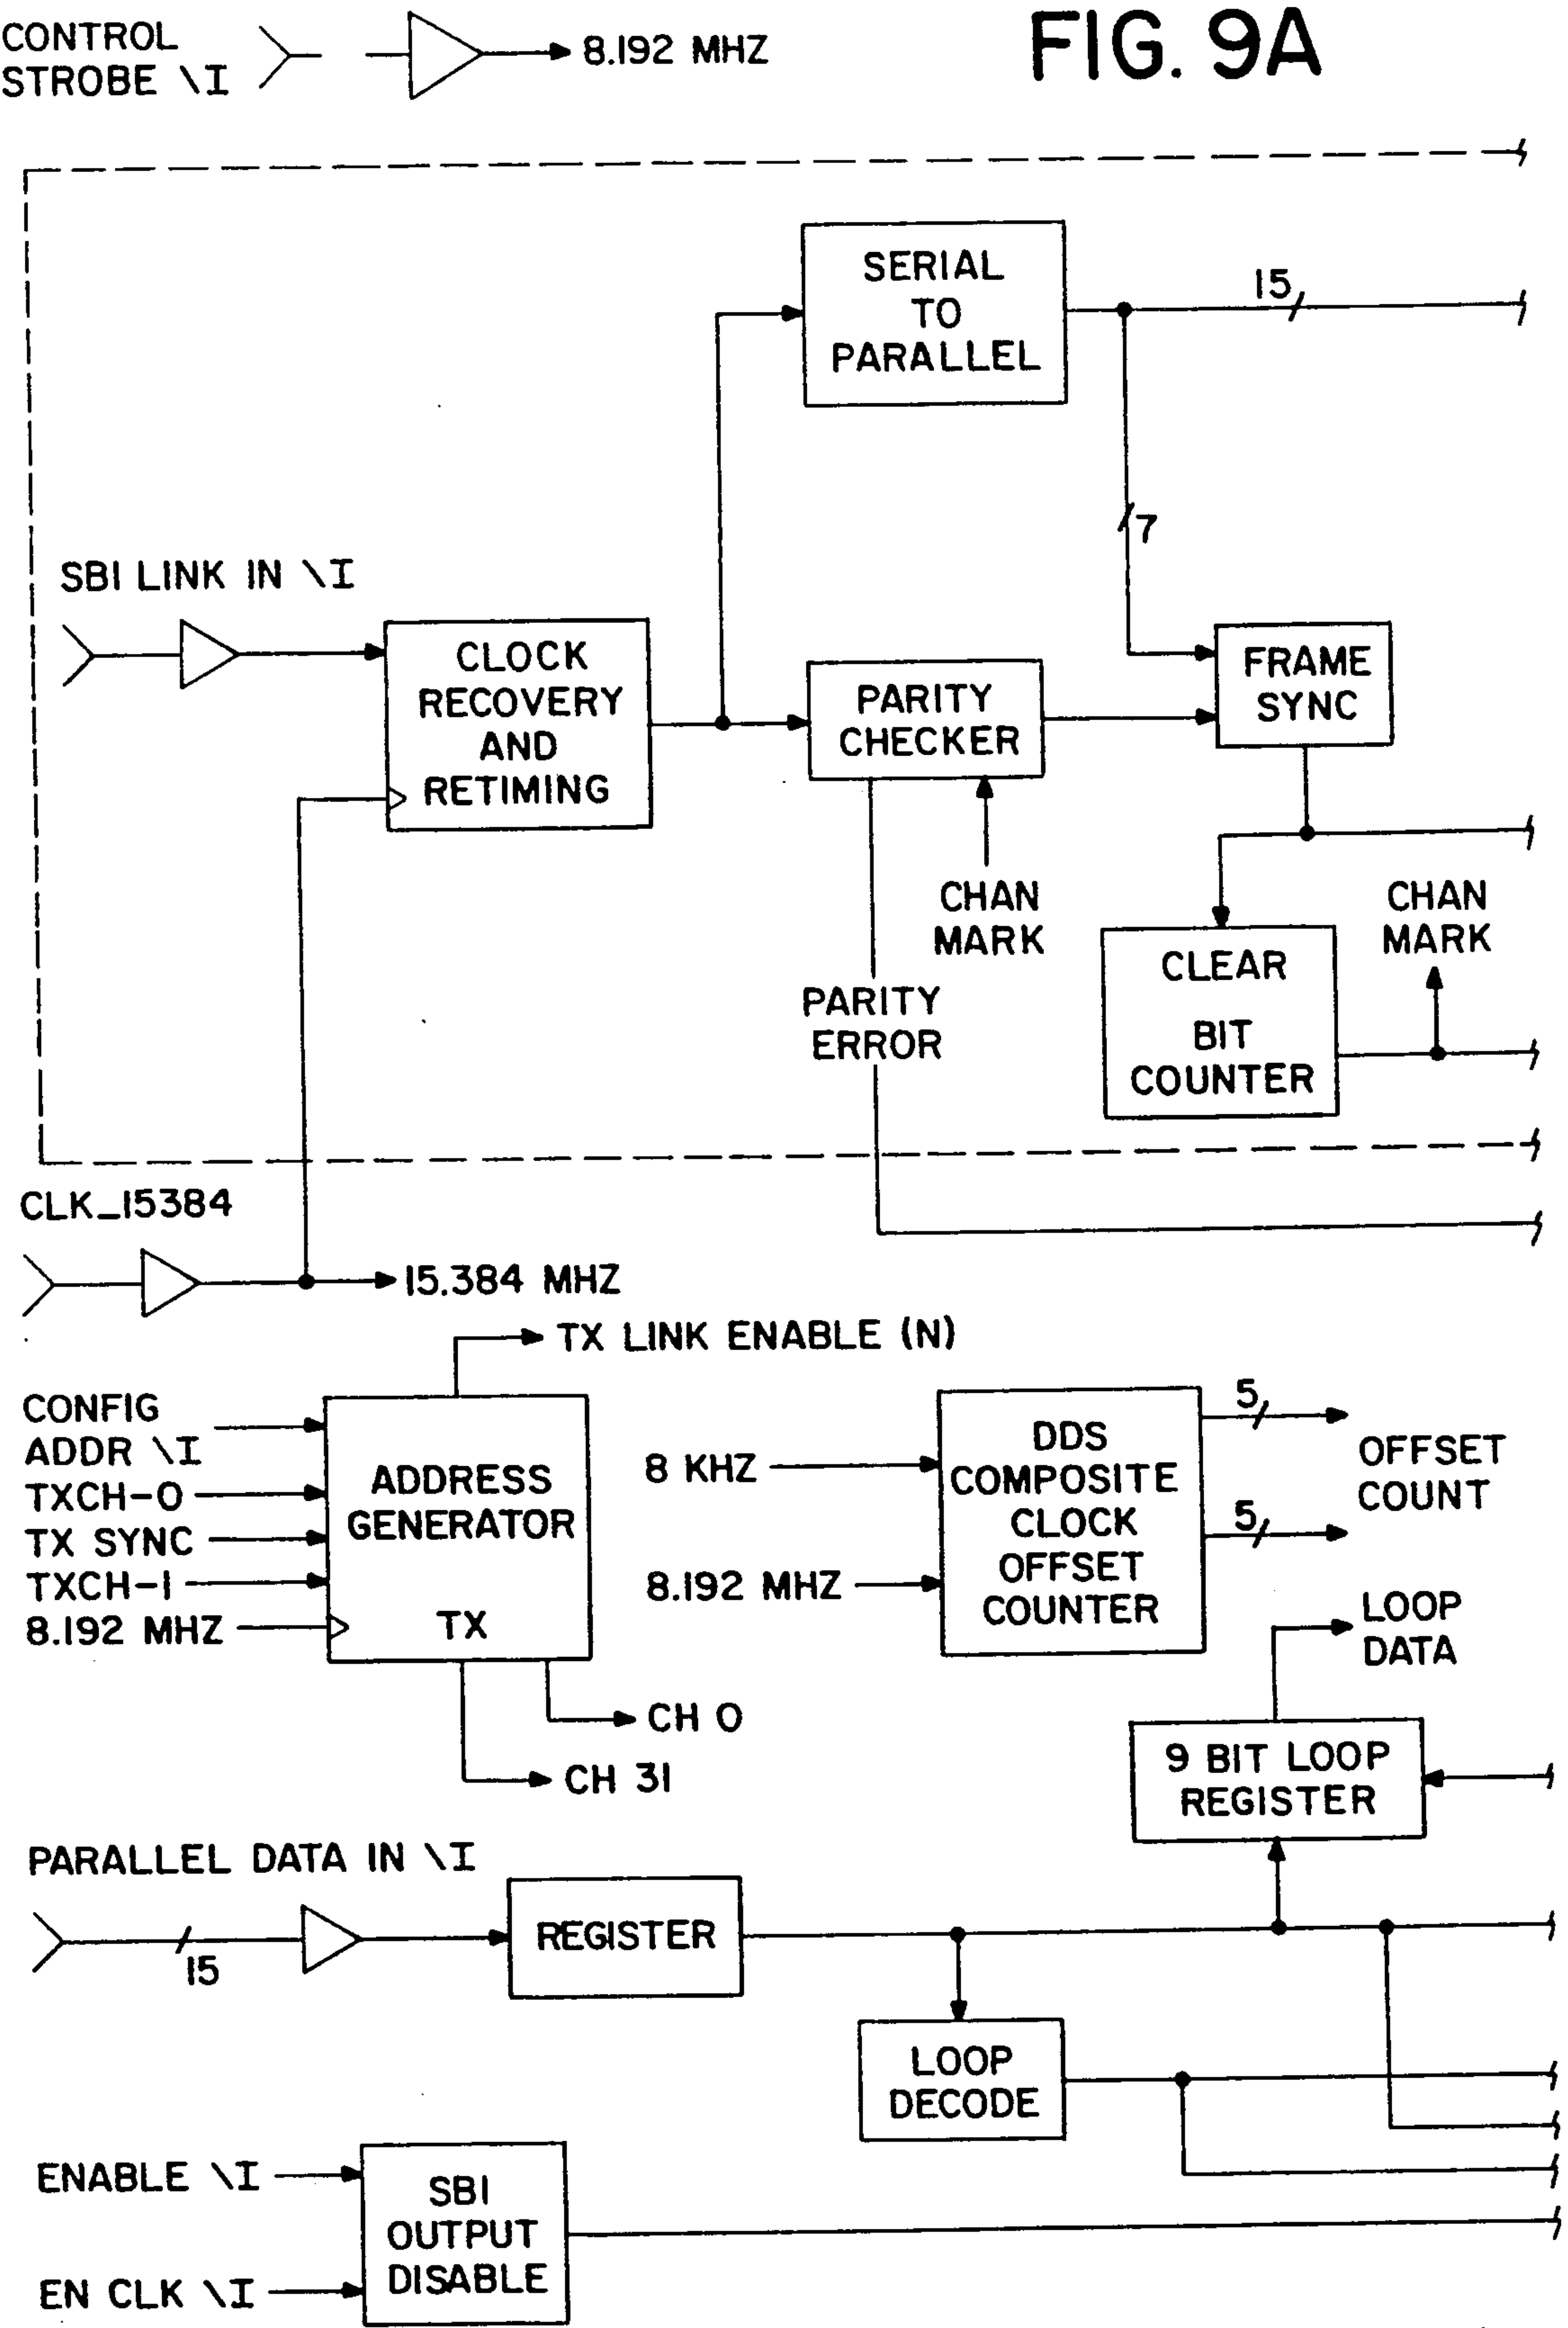 CONTROL
STROBE \I
8.192 MHZ
FIG. 9A
SERIAL
TO
PARALLEL
15
7
SBI LINK IN \I
CLOCK
RECOVERY
AND
RETIMING
PARITY
CHECKER
FRAME
SYNC
CHAN
MARK
PARITY
ERROR
CLEAR
BIT
COUNTER
CHAN
MARK
CLK_15384
15.384 MHZ
TX LINK ENABLE (N)
CONFIG
ADDR \I
TXCH-0
TX SYNC
TXCH-1
8.192 MHZ
ADDRESS
GENERATOR
TX
CH 0
CH 31
8 KHZ
8.192 MHZ
DDS
COMPOSITE
CLOCK
OFFSET
COUNTER
5
5
OFFSET
COUNT
LOOP
DATA
9 BIT LOOP
REGISTER
PARALLEL DATA IN \I
15
REGISTER
LOOP
DECODE
ENABLE \I
EN CLK \I
SBI
OUTPUT
DISABLE